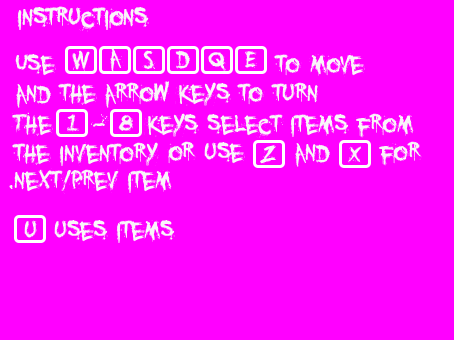 INSTRUCTIONS
USE W A S D Q E TO MOVE
AND THE ARROW KEYS TO TURN
THE 1 - 8 KEYS SELECT ITEMS FROM
THE INVENTORY OR USE Z AND X FOR
.NEXT/PREV ITEM
U USES ITEMS